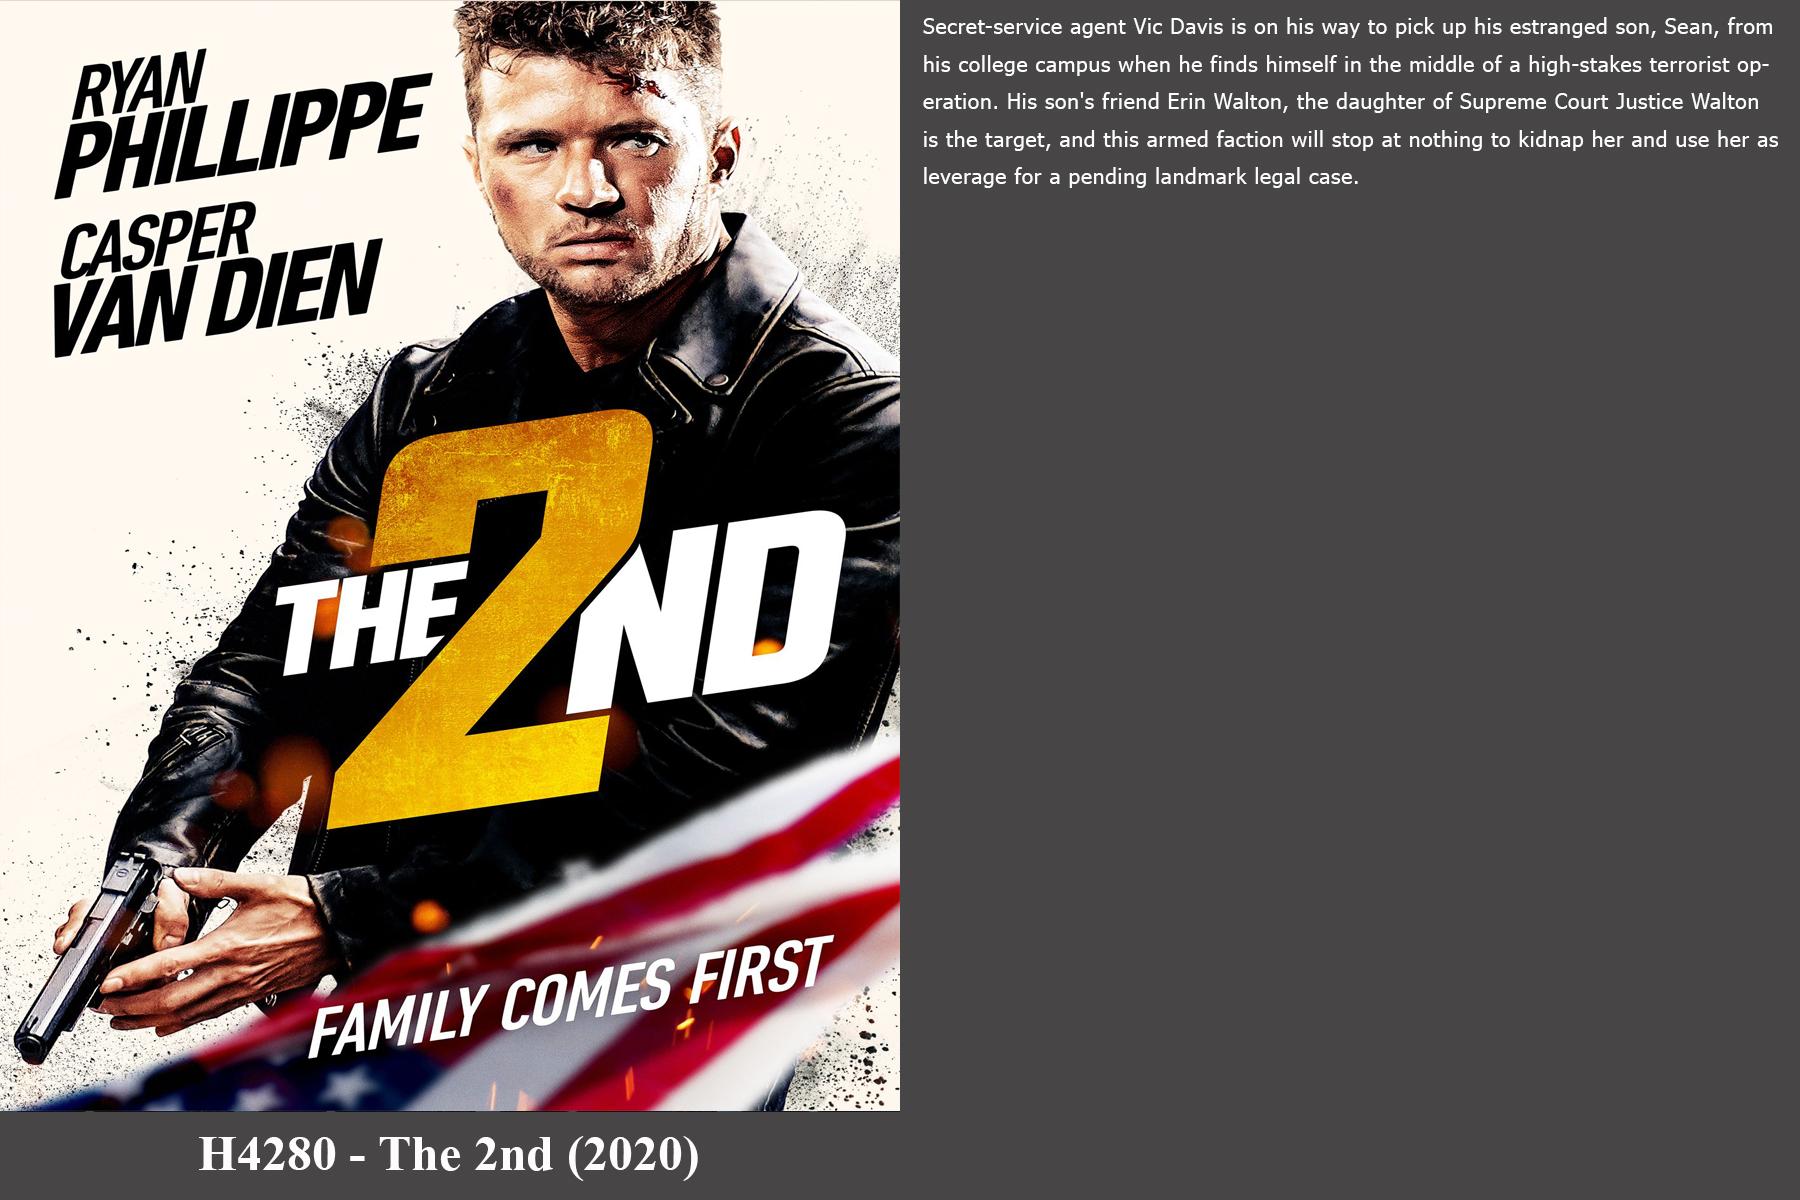 RYAN
PHILLIPPE
CASPER
VAN DIEN
THE 2ND
FAMILY COMES FIRST
H4280 - The 2nd (2020)
Secret-service agent Vic Davis is on his way to pick up his estranged son, Sean, from
his college campus when he finds himself in the middle of a high-stakes terrorist op-
eration. His son's friend Erin Walton, the daughter of Supreme Court Justice Walton
is the target, and this armed faction will stop at nothing to kidnap her and use her as
leverage for a pending landmark legal case.